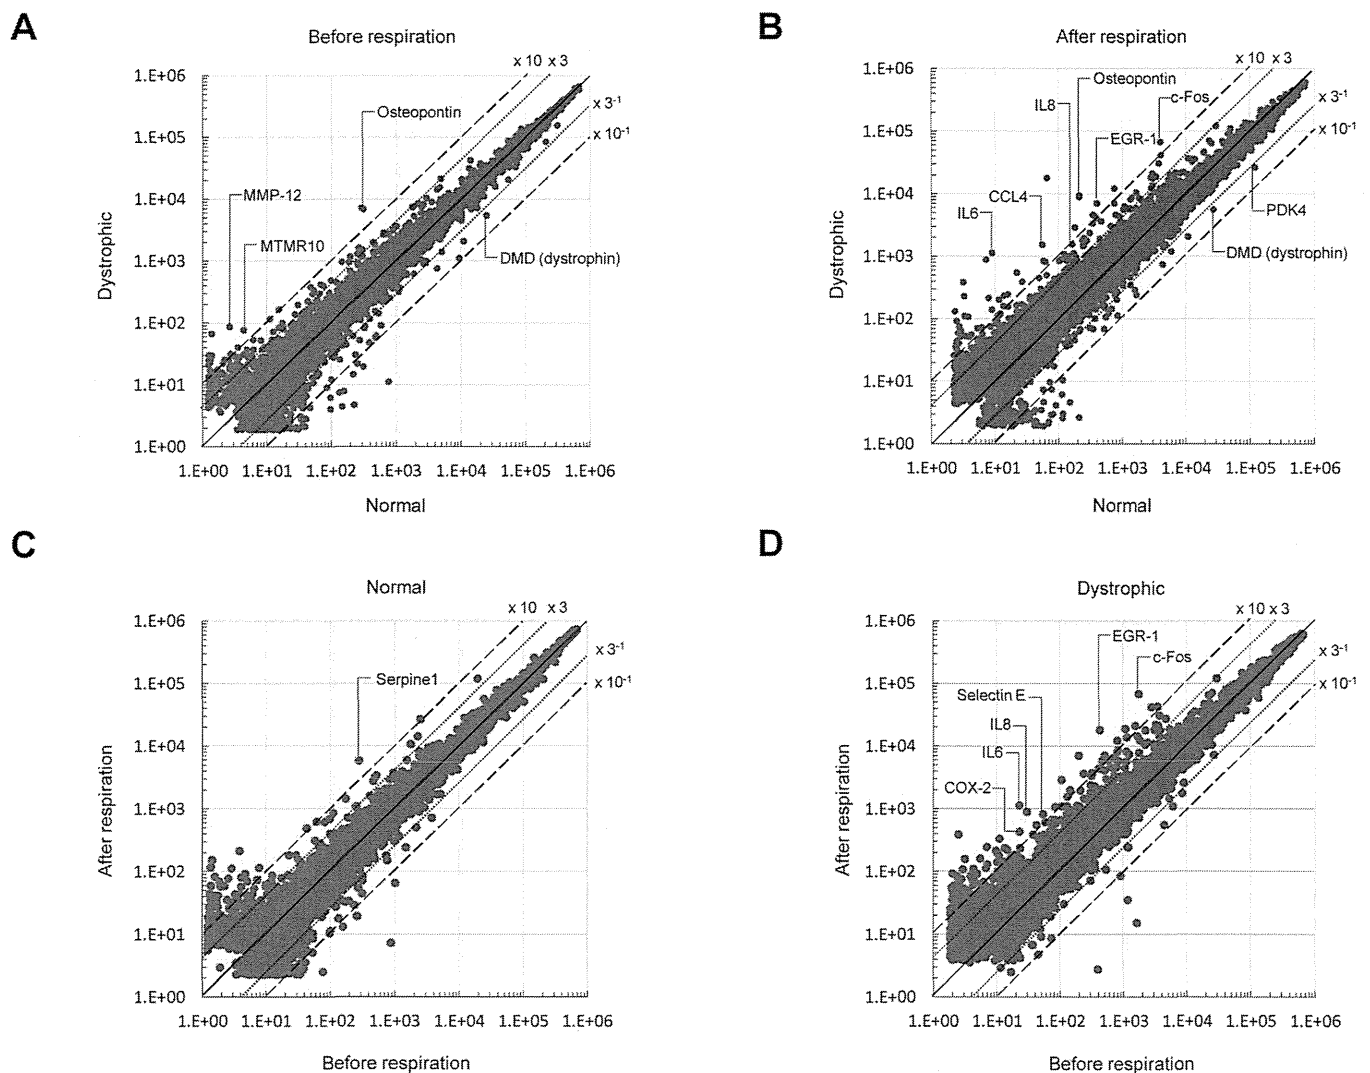 A
Before respiration
x 10 x 3
1.E+06
1.E+05
1.E+04
1.E+03
1.E+02
1.E+01
1.E+00
Dystrophic
Osteopontin
MMP-12
MTMR10
DMD (dystrophin)
x 3-1
x 10-1
1.E+00 1.E+01 1.E+02 1.E+03 1.E+04 1.E+05 1.E+06
Normal
B
After respiration
x 10 x 3
1.E+06
1.E+05
1.E+04
1.E+03
1.E+02
1.E+01
1.E+00
Dystrophic
Osteopontin
IL8
c-Fos
EGR-1
CCL4
IL6
PDK4
DMD (dystrophin)
x 3-1
x 10-1
1.E+00 1.E+01 1.E+02 1.E+03 1.E+04 1.E+05 1.E+06
Normal
C
Normal
x 10 x 3
1.E+06
1.E+05
1.E+04
1.E+03
1.E+02
1.E+01
1.E+00
After respiration
Serpine1
x 3-1
x 10-1
1.E+00 1.E+01 1.E+02 1.E+03 1.E+04 1.E+05 1.E+06
Before respiration
D
Dystrophic
x 10 x 3
1.E+06
1.E+05
1.E+04
1.E+03
1.E+02
1.E+01
1.E+00
After respiration
EGR-1
c-Fos
Selectin E
IL8
IL6
COX-2
x 3-1
x 10-1
1.E+00 1.E+01 1.E+02 1.E+03 1.E+04 1.E+05 1.E+06
Before respiration